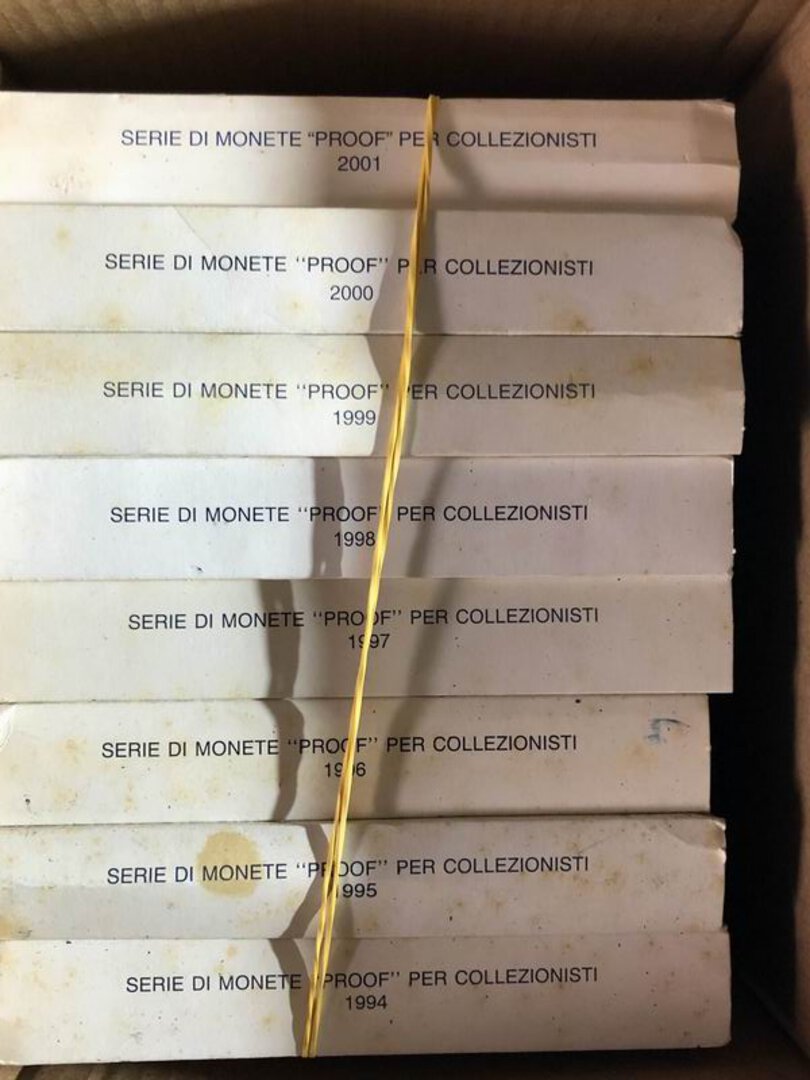 SERIE DI MONETE "PROOF" PER COLLEZIONISTI
2001
SERIE DI MONETE "PROOF" PER COLLEZIONISTI
2000
SERIE DI MONETE "PROOF" PER COLLEZIONISTI
1999
SERIE DI MONETE "PROOF" PER COLLEZIONISTI
1998
SERIE DI MONETE "PROOF" PER COLLEZIONISTI
1997
SERIE DI MONETE "PROOF" PER COLLEZIONISTI
1996
SERIE DI MONETE "PROOF" PER COLLEZIONISTI
1995
SERIE DI MONETE "PROOF" PER COLLEZIONISTI
1994